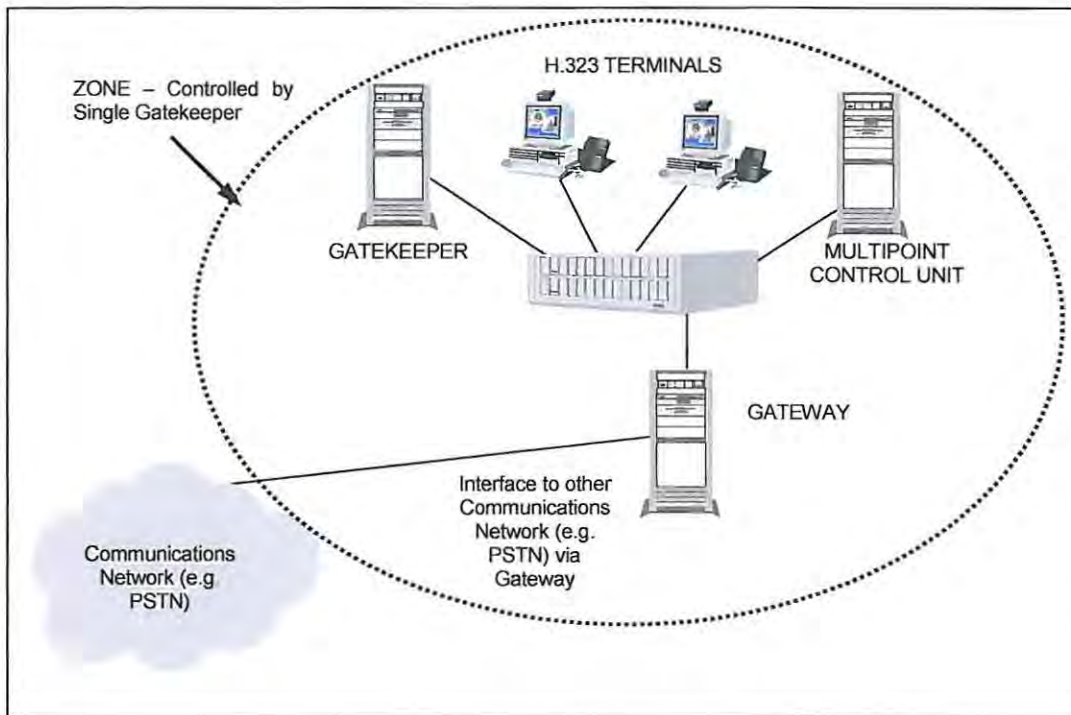 H.323 TERMINALS
ZONE – Controlled by
Single Gatekeeper
GATEKEEPER
MULTIPOINT
CONTROL UNIT
GATEWAY
Interface to other
Communications
Network (e.g.
PSTN) via
Gateway
Communications
Network (e.g
PSTN)